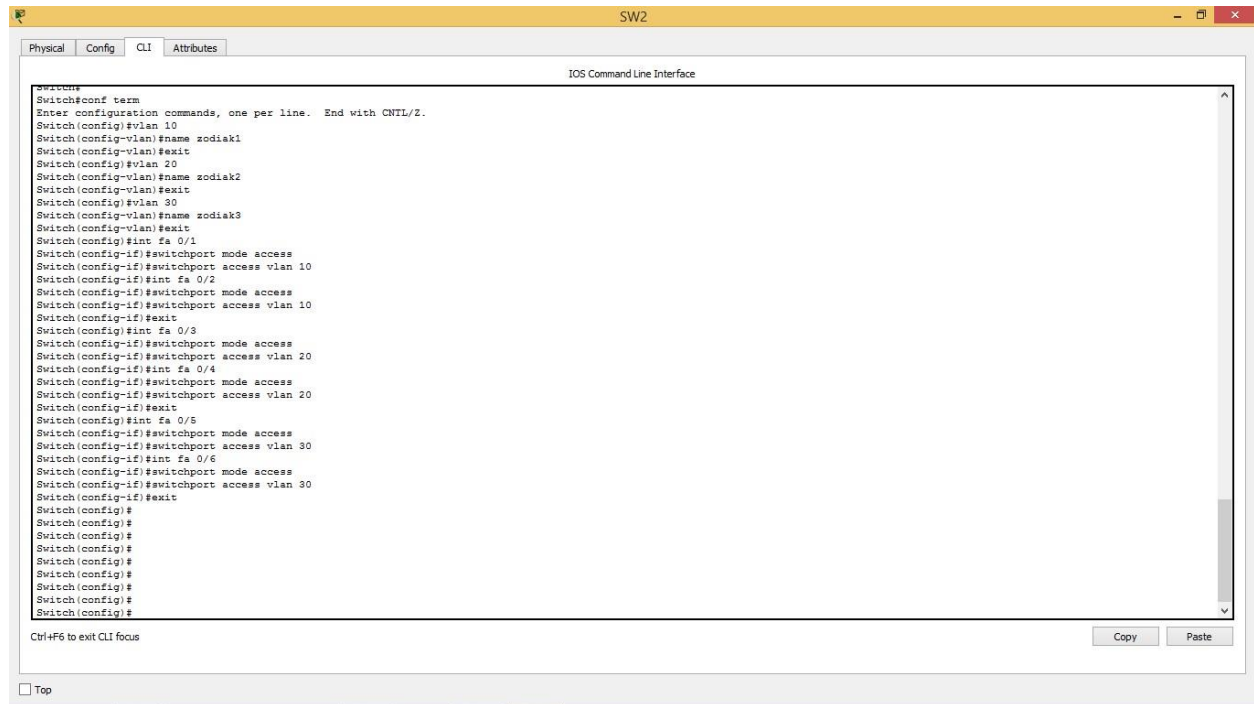 SW2
Physical Config CLI Attributes
IOS Command Line Interface
Switch#
Switch#conf term
Enter configuration commands, one per line. End with CNTL/Z.
Switch(config)#vlan 10
Switch(config-vlan)#name zodiak1
Switch(config-vlan)#exit
Switch(config)#vlan 20
Switch(config-vlan)#name zodiak2
Switch(config-vlan)#exit
Switch(config)#vlan 30
Switch(config-vlan)#name zodiak3
Switch(config-vlan)#exit
Switch(config)#int fa 0/1
Switch(config-if)#switchport mode access
Switch(config-if)#switchport access vlan 10
Switch(config-if)#int fa 0/2
Switch(config-if)#switchport mode access
Switch(config-if)#switchport access vlan 10
Switch(config-if)#exit
Switch(config)#int fa 0/3
Switch(config-if)#switchport mode access
Switch(config-if)#switchport access vlan 20
Switch(config-if)#int fa 0/4
Switch(config-if)#switchport mode access
Switch(config-if)#switchport access vlan 20
Switch(config-if)#exit
Switch(config)#int fa 0/5
Switch(config-if)#switchport mode access
Switch(config-if)#switchport access vlan 30
Switch(config-if)#int fa 0/6
Switch(config-if)#switchport mode access
Switch(config-if)#switchport access vlan 30
Switch(config-if)#exit
Switch(config)#
Switch(config)#
Switch(config)#
Switch(config)#
Switch(config)#
Switch(config)#
Switch(config)#
Switch(config)#
Switch(config)#
Ctrl+F6 to exit CLI focus
Copy Paste
Top